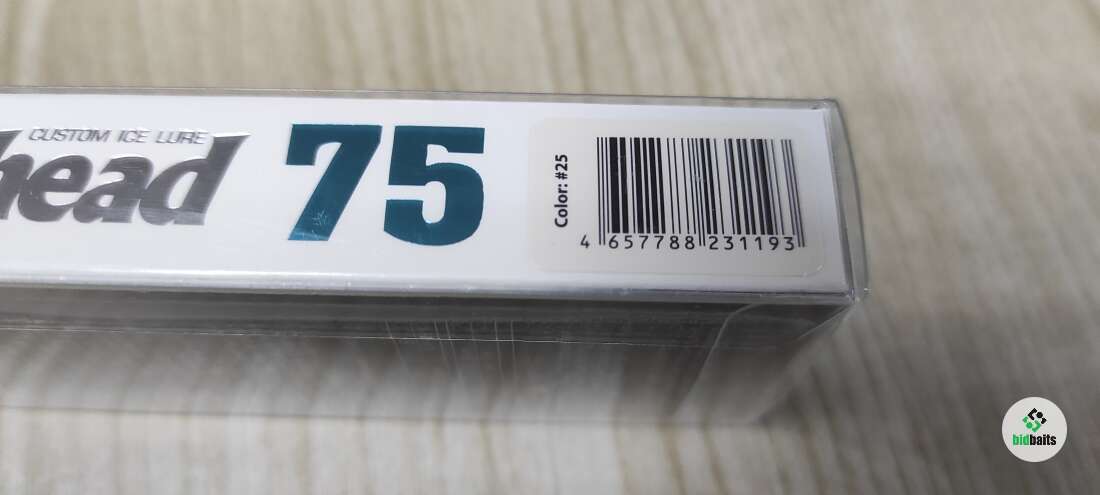 CUSTOM ICE LURE
head
75
Color: #25
4 657788 231193
bidbaits